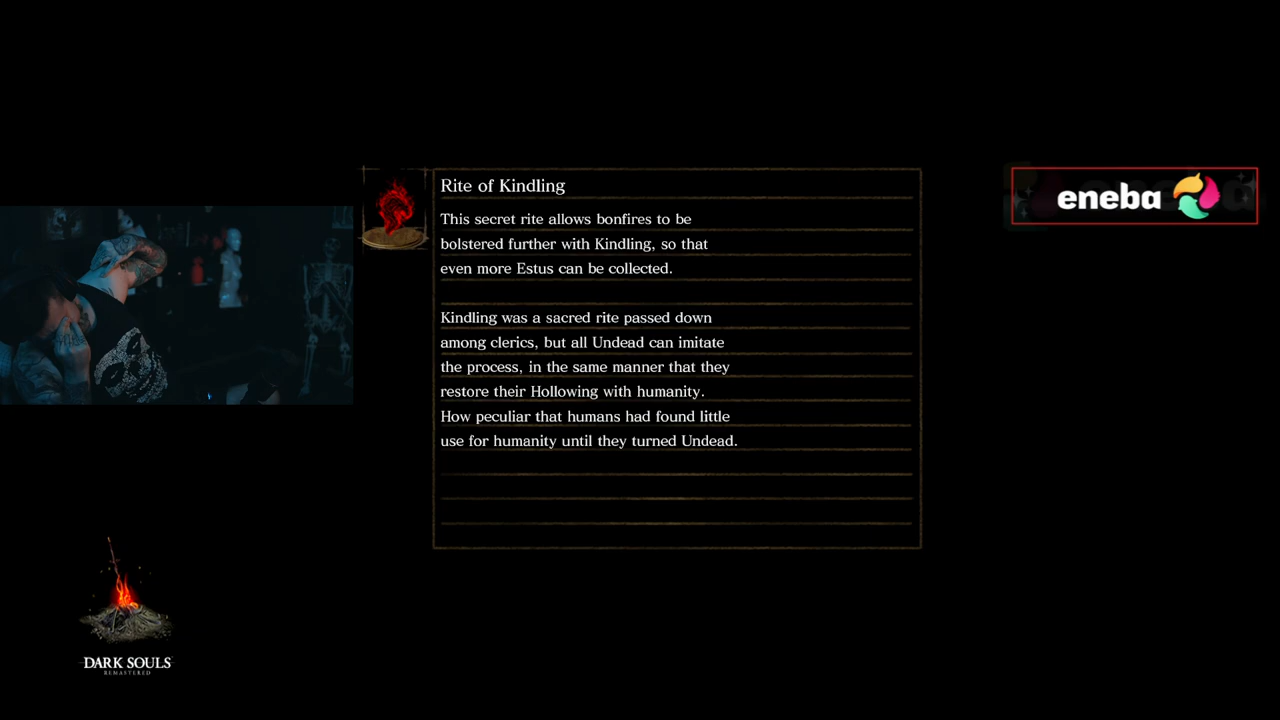 Rite of Kindling
This secret rite allows bonfires to be
bolstered further with Kindling, so that
even more Estus can be collected.
Kindling was a sacred rite passed down
among clerics, but all Undead can imitate
the process, in the same manner that they
restore their Hollowing with humanity.
How peculiar that humans had found little
use for humanity until they turned Undead.
eneba
DARK SOULS
REMASTERED